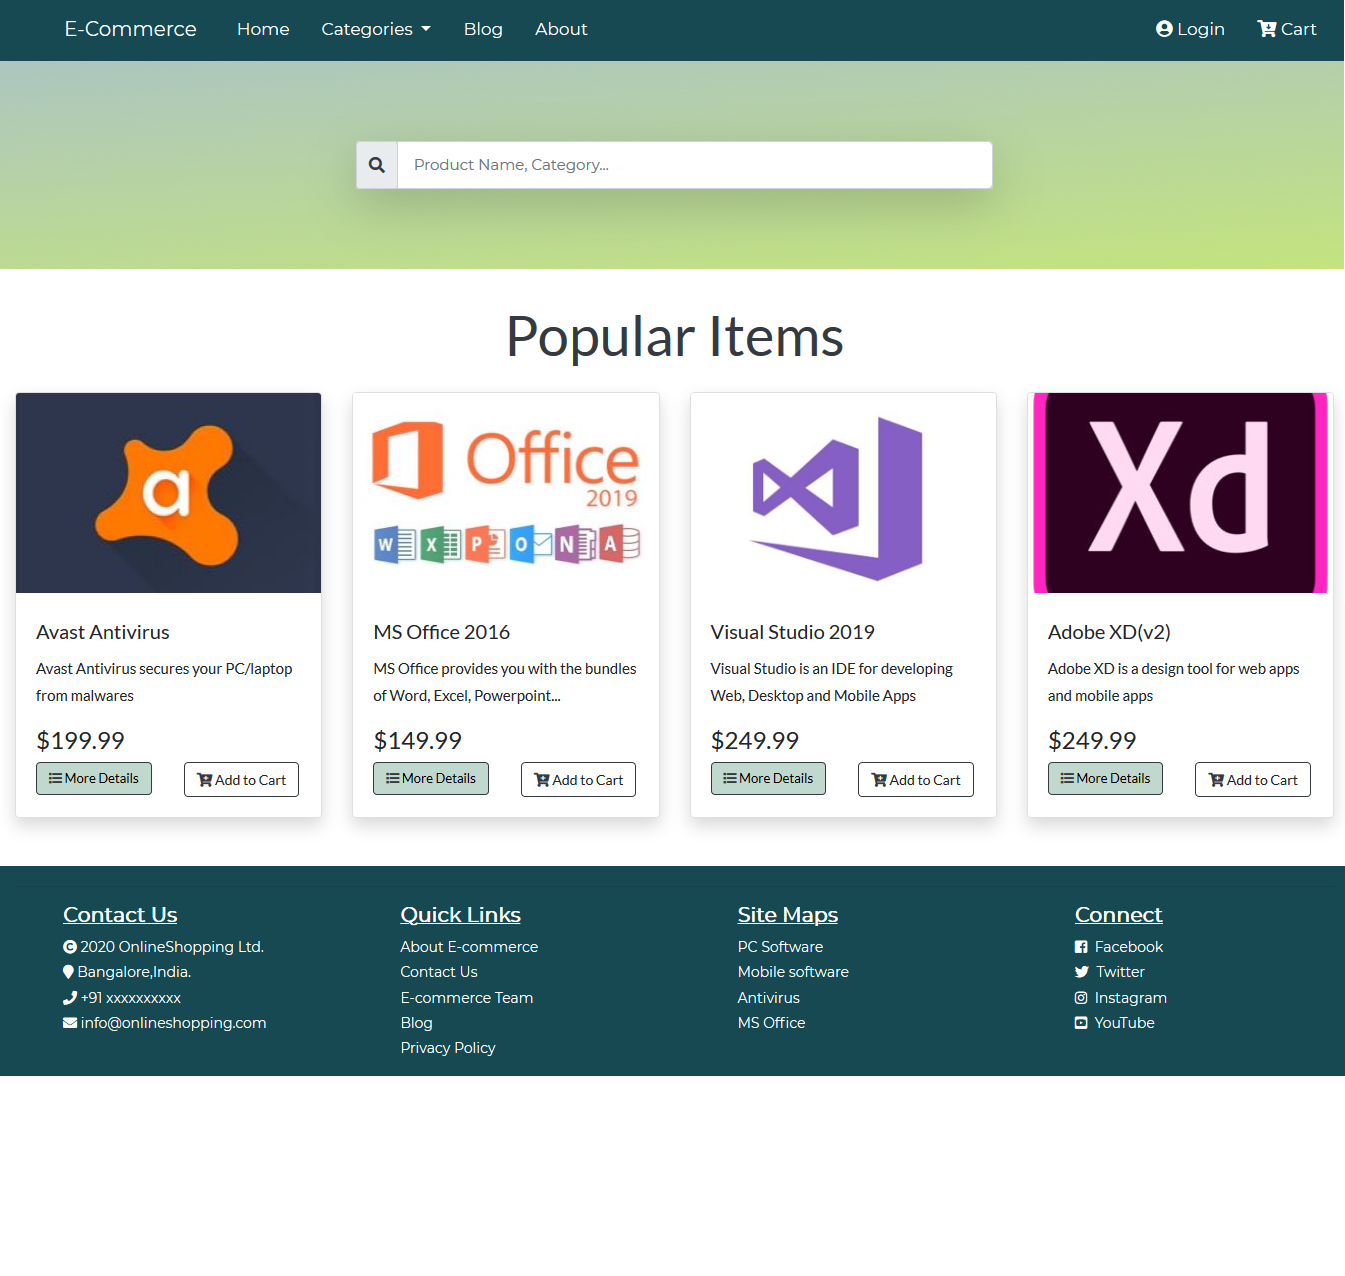 E-Commerce Home Categories Blog About Login Cart
Product Name, Category...
Popular Items
a
Office
2019
W X P O N A
Xd
Avast Antivirus
Avast Antivirus secures your PC/laptop
from malwares
$199.99
More Details Add to Cart
MS Office 2016
MS Office provides you with the bundles
of Word, Excel, Powerpoint...
$149.99
More Details Add to Cart
Visual Studio 2019
Visual Studio is an IDE for developing
Web, Desktop and Mobile Apps
$249.99
More Details Add to Cart
Adobe XD(v2)
Adobe XD is a design tool for web apps
and mobile apps
$249.99
More Details Add to Cart
Contact Us
© 2020 OnlineShopping Ltd.
Bangalore,India.
+91 xxxxxxxxxx
info@onlineshopping.com
Quick Links
About E-commerce
Contact Us
E-commerce Team
Blog
Privacy Policy
Site Maps
PC Software
Mobile software
Antivirus
MS Office
Connect
Facebook
Twitter
Instagram
YouTube